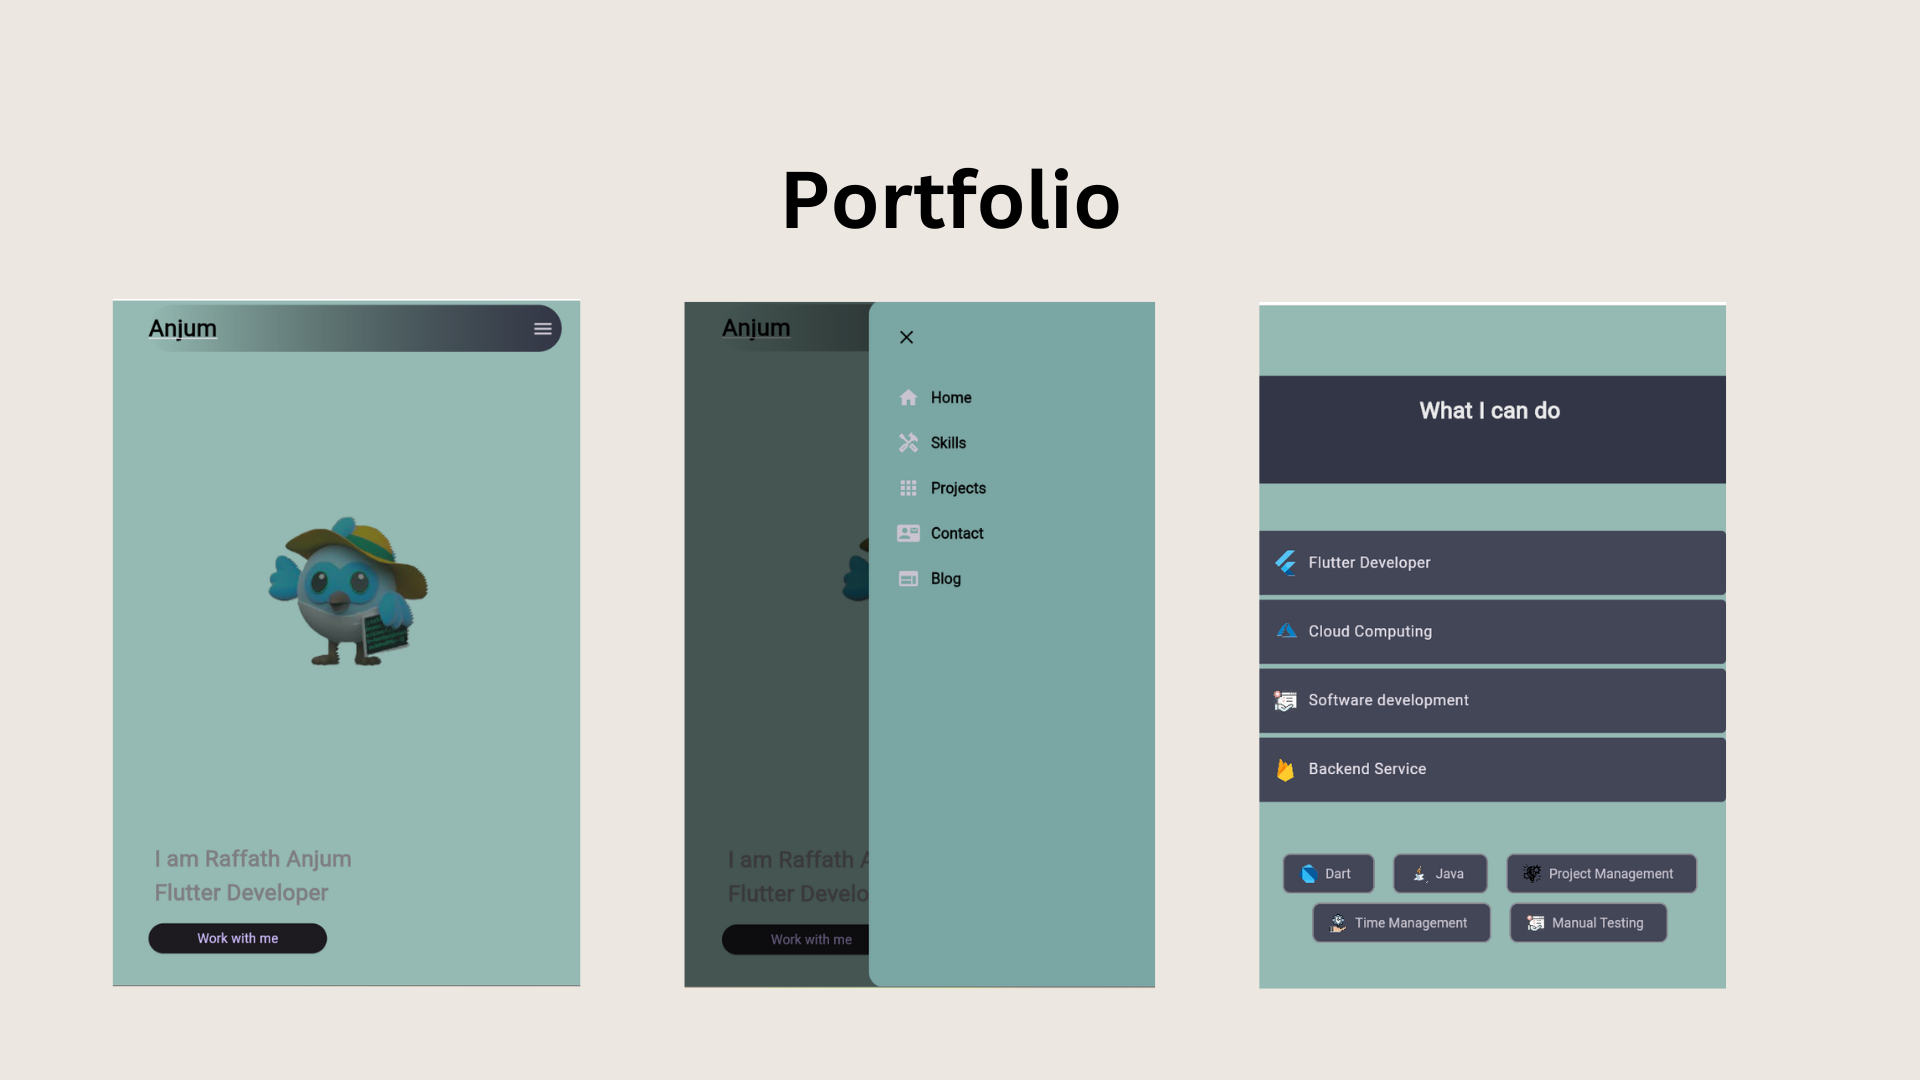 Portfolio
Anjum
I am Raffath Anjum
Flutter Developer
Work with me
Anjum
Home
Skills
Projects
Contact
Blog
I am Raffath A
Flutter Develo
Work with me
What I can do
Flutter Developer
Cloud Computing
Software development
Backend Service
Dart
Java
Project Management
Time Management
Manual Testing